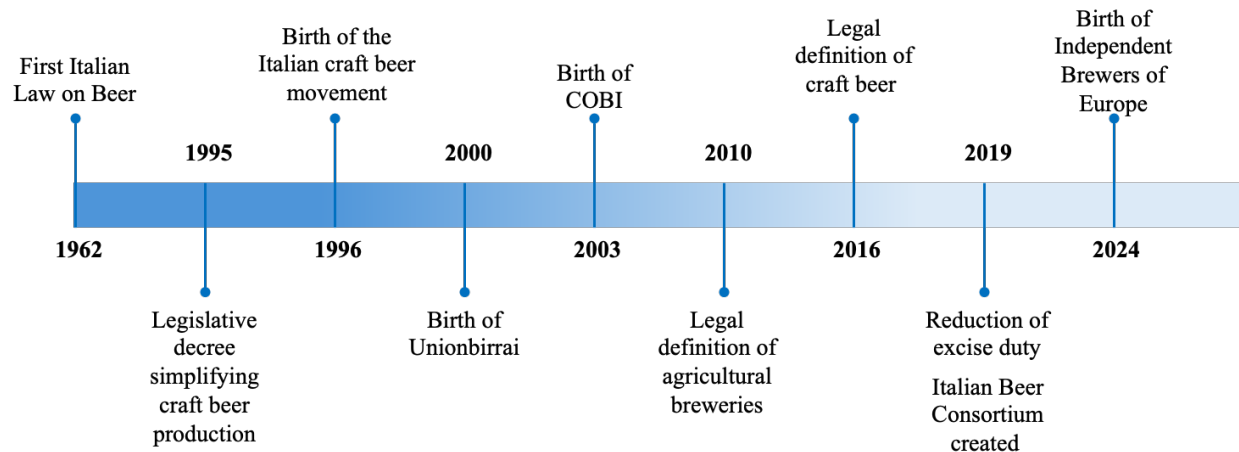 First Italian
Law on Beer
1962
1995
Legislative
decree
simplifying
craft beer
production
Birth of the
Italian craft beer
movement
1996
2000
Birth of
Unionbirrai
Birth of
COBI
2003
2010
Legal
definition of
agricultural
breweries
Legal
definition of
craft beer
2016
2019
Reduction of
excise duty
Italian Beer
Consortium
created
Birth of
Independent
Brewers of
Europe
2024